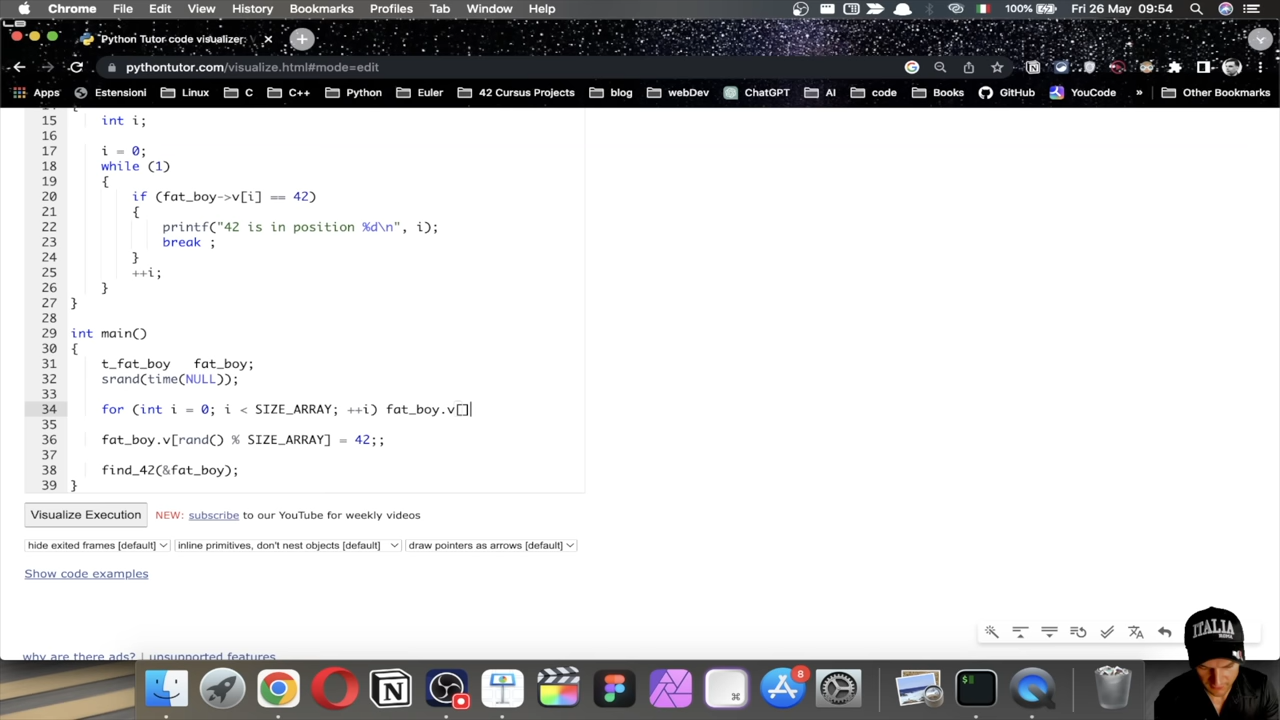 Chrome File Edit View History Bookmarks Profiles Tab Window Help 100% Fri 26 May 09:54
Python Tutor code visualizer:
pythontutor.com/visualize.html#mode=edit
Apps Estensioni Linux C C++ Python Euler 42 Cursus Projects blog webDev ChatGPT AI code Books GitHub YouCode » Other Bookmarks
15 int i;
16
17 i = 0;
18 while (1)
19 {
20 if (fat_boy->v[i] == 42)
21 {
22 printf("42 is in position %d\n", i);
23 break ;
24 }
25 ++i;
26 }
27 }
28
29 int main()
30 {
31 t_fat_boy fat_boy;
32 srand(time(NULL));
33
34 for (int i = 0; i < SIZE_ARRAY; ++i) fat_boy.v[]
35
36 fat_boy.v[rand() % SIZE_ARRAY] = 42;;
37
38 find_42(&fat_boy);
39 }
Visualize Execution NEW: subscribe to our YouTube for weekly videos
hide exited frames [default] inline primitives, don't nest objects [default] draw pointers as arrows [default]
Show code examples
why are there ads? | unsupported features
ITALIA
8